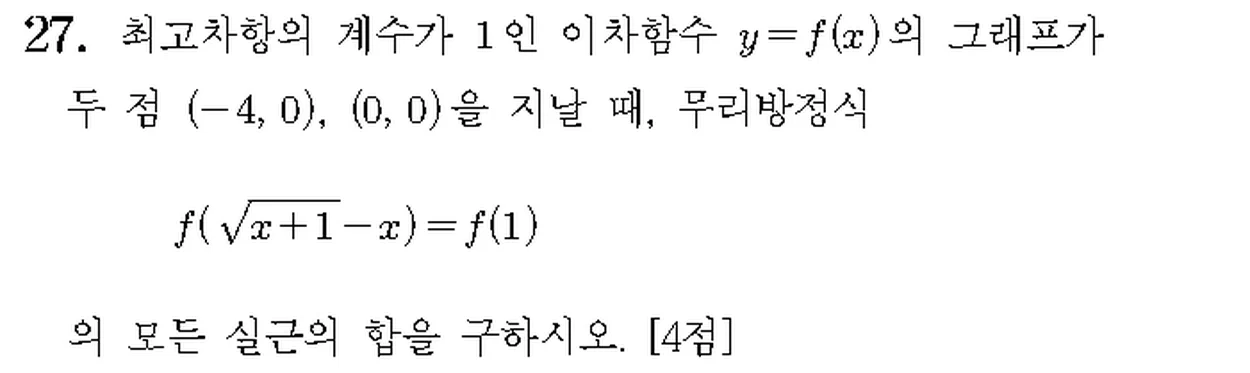 27. 최고차항의 계수가 1인 이차함수 y=f(x)의 그래프가
두 점 (−4, 0), (0, 0)을 지날 때, 무리방정식
f(√(x+1)−x)=f(1)
의 모든 실근의 합을 구하시오. [4점]